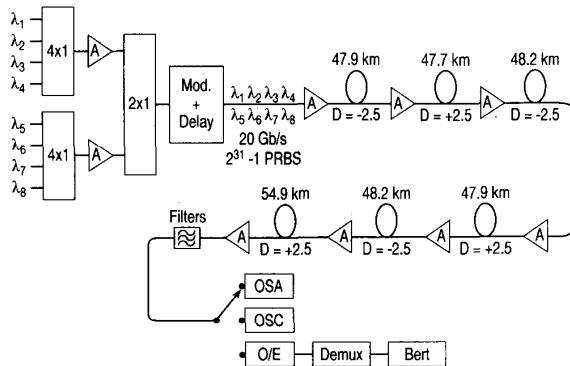 λ1
λ2
λ3
λ4
4x1
A
λ5
λ6
λ7
λ8
4x1
A
2x1
Mod.
+
Delay
λ1 λ2 λ3 λ4
λ5 λ6 λ7 λ8
20 Gb/s
2^31 -1 PRBS
A
47.9 km
D = -2.5
A
47.7 km
D = +2.5
A
48.2 km
D = -2.5
Filters
A
54.9 km
D = +2.5
A
48.2 km
D = -2.5
A
47.9 km
D = +2.5
A
OSA
OSC
O/E
Demux
Bert